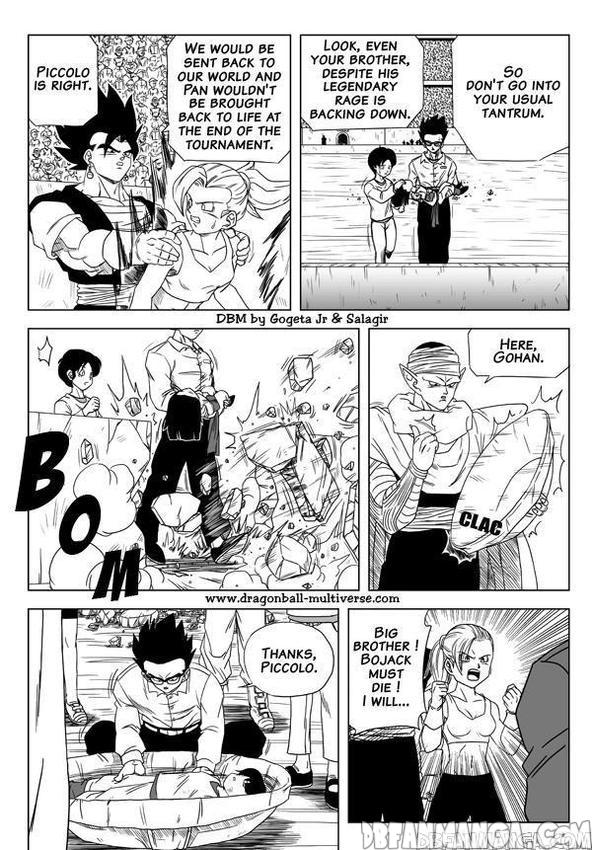 PICCOLO
IS RIGHT.
WE WOULD BE
SENT BACK TO
OUR WORLD AND
PAN WOULDN'T
BE BROUGHT
BACK TO LIFE AT
THE END OF THE
TOURNAMENT.
LOOK, EVEN
YOUR BROTHER,
DESPITE HIS
LEGENDARY
RAGE IS
BACKING DOWN.
SO
DON'T GO INTO
YOUR USUAL
TANTRUM.
DBM by Gogeta Jr & Salagir
BOM
HERE,
GOHAN.
CLAC
www.dragonball-multiverse.com
THANKS,
PICCOLO.
BIG
BROTHER !
BOJACK
MUST
DIE !
I WILL...